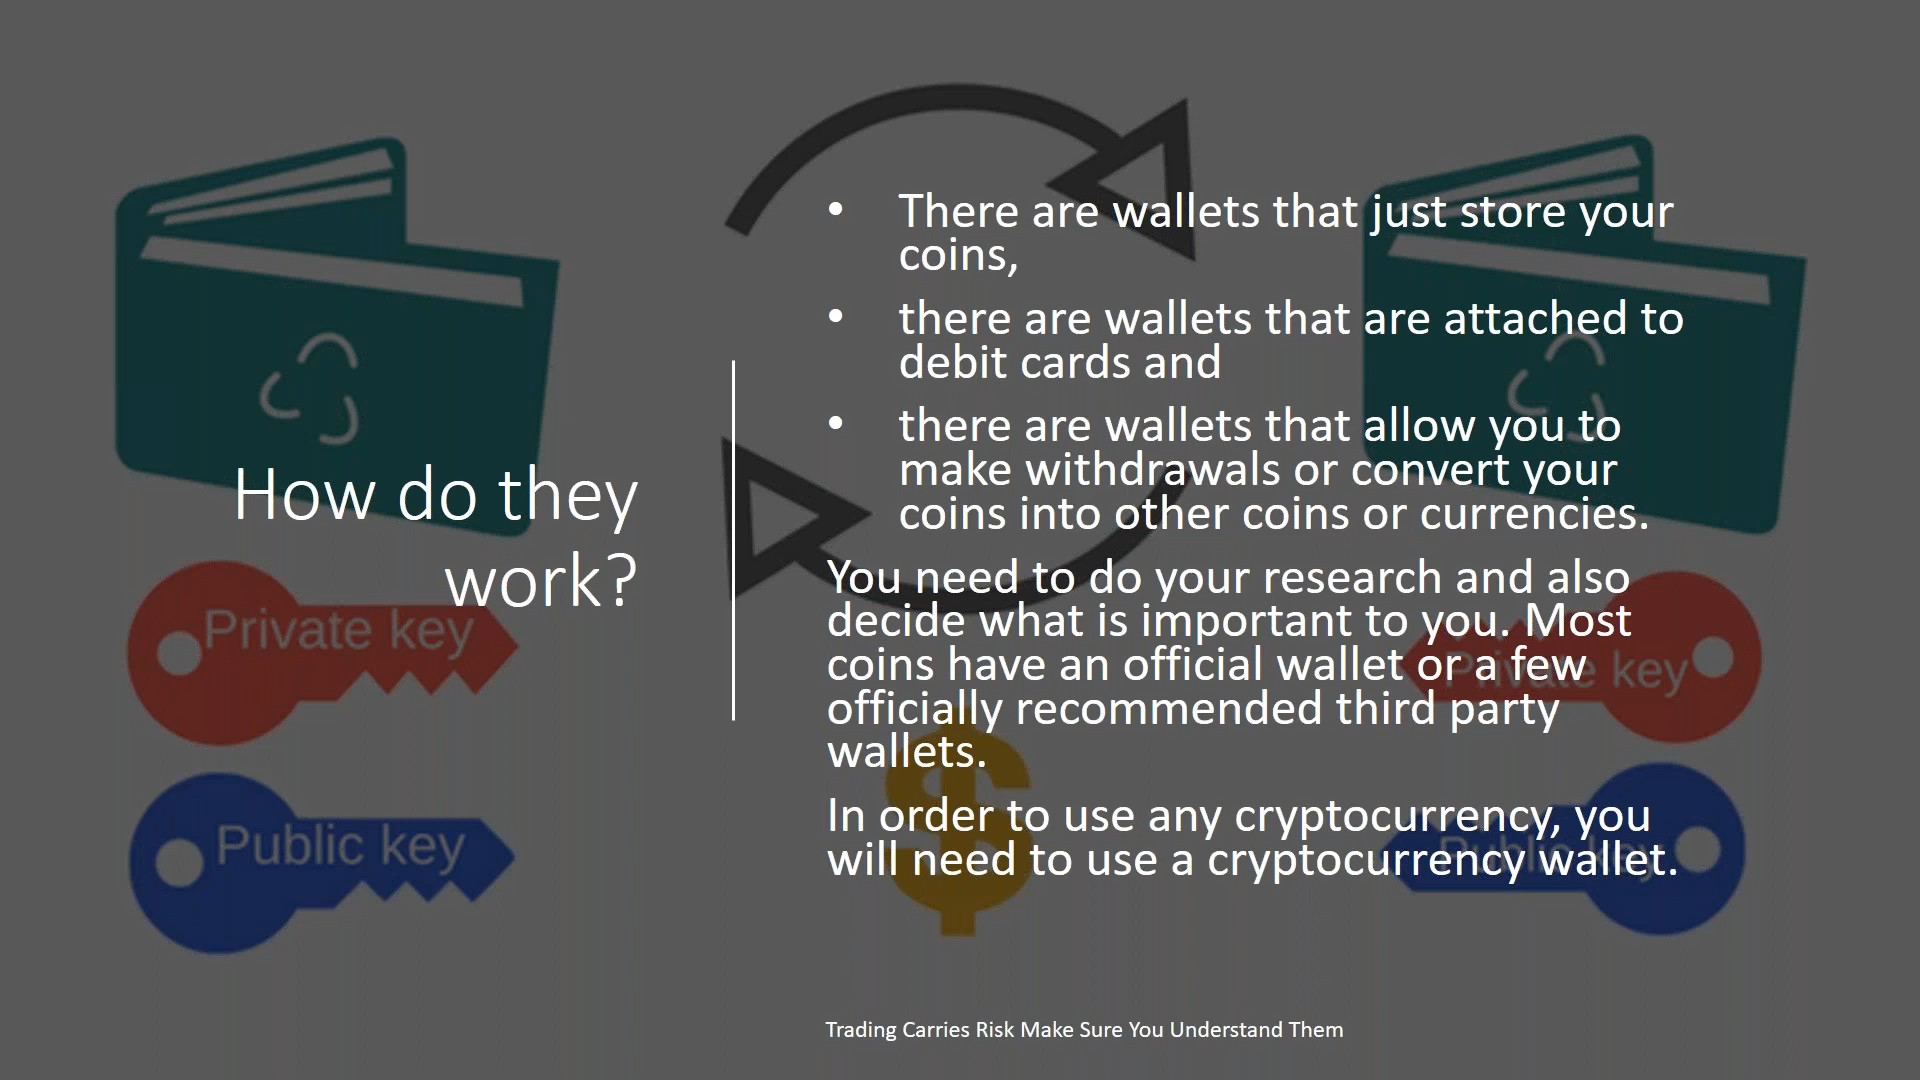 How do they
work?
• There are wallets that just store your
coins,
• there are wallets that are attached to
debit cards and
• there are wallets that allow you to
make withdrawals or convert your
coins into other coins or currencies.
You need to do your research and also
decide what is important to you. Most
coins have an official wallet or a few
officially recommended third party
wallets.
In order to use any cryptocurrency, you
will need to use a cryptocurrency wallet.
Private key
Public key
Private key
Public key
Trading Carries Risk Make Sure You Understand Them